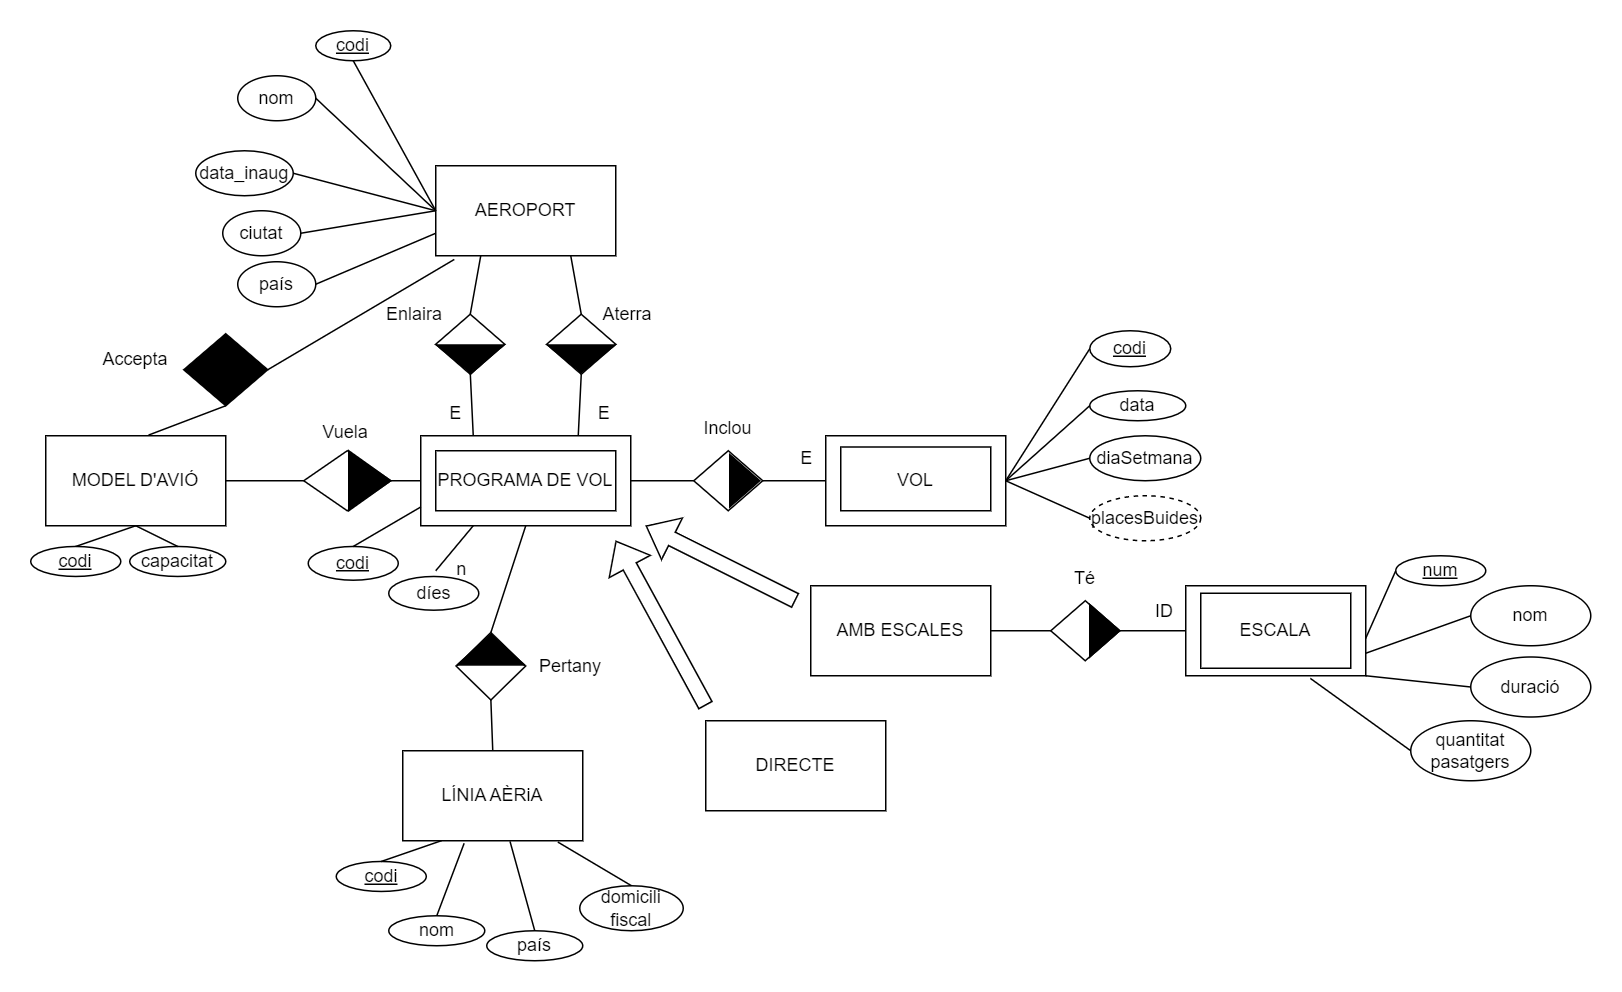 codi
nom
data_inaug
ciutat
país
AEROPORT
Enlaira
Aterra
Accepta
E
E
Vuela
Inclou
E
MODEL D'AVIÓ
PROGRAMA DE VOL
VOL
codi
data
diaSetmana
placesBuides
codi
capacitat
codi
n
díes
AMB ESCALES
Té
ID
ESCALA
num
nom
duració
quantitat
pasatgers
Pertany
DIRECTE
LÍNIA AÈRiA
codi
nom
país
domicili
fiscal